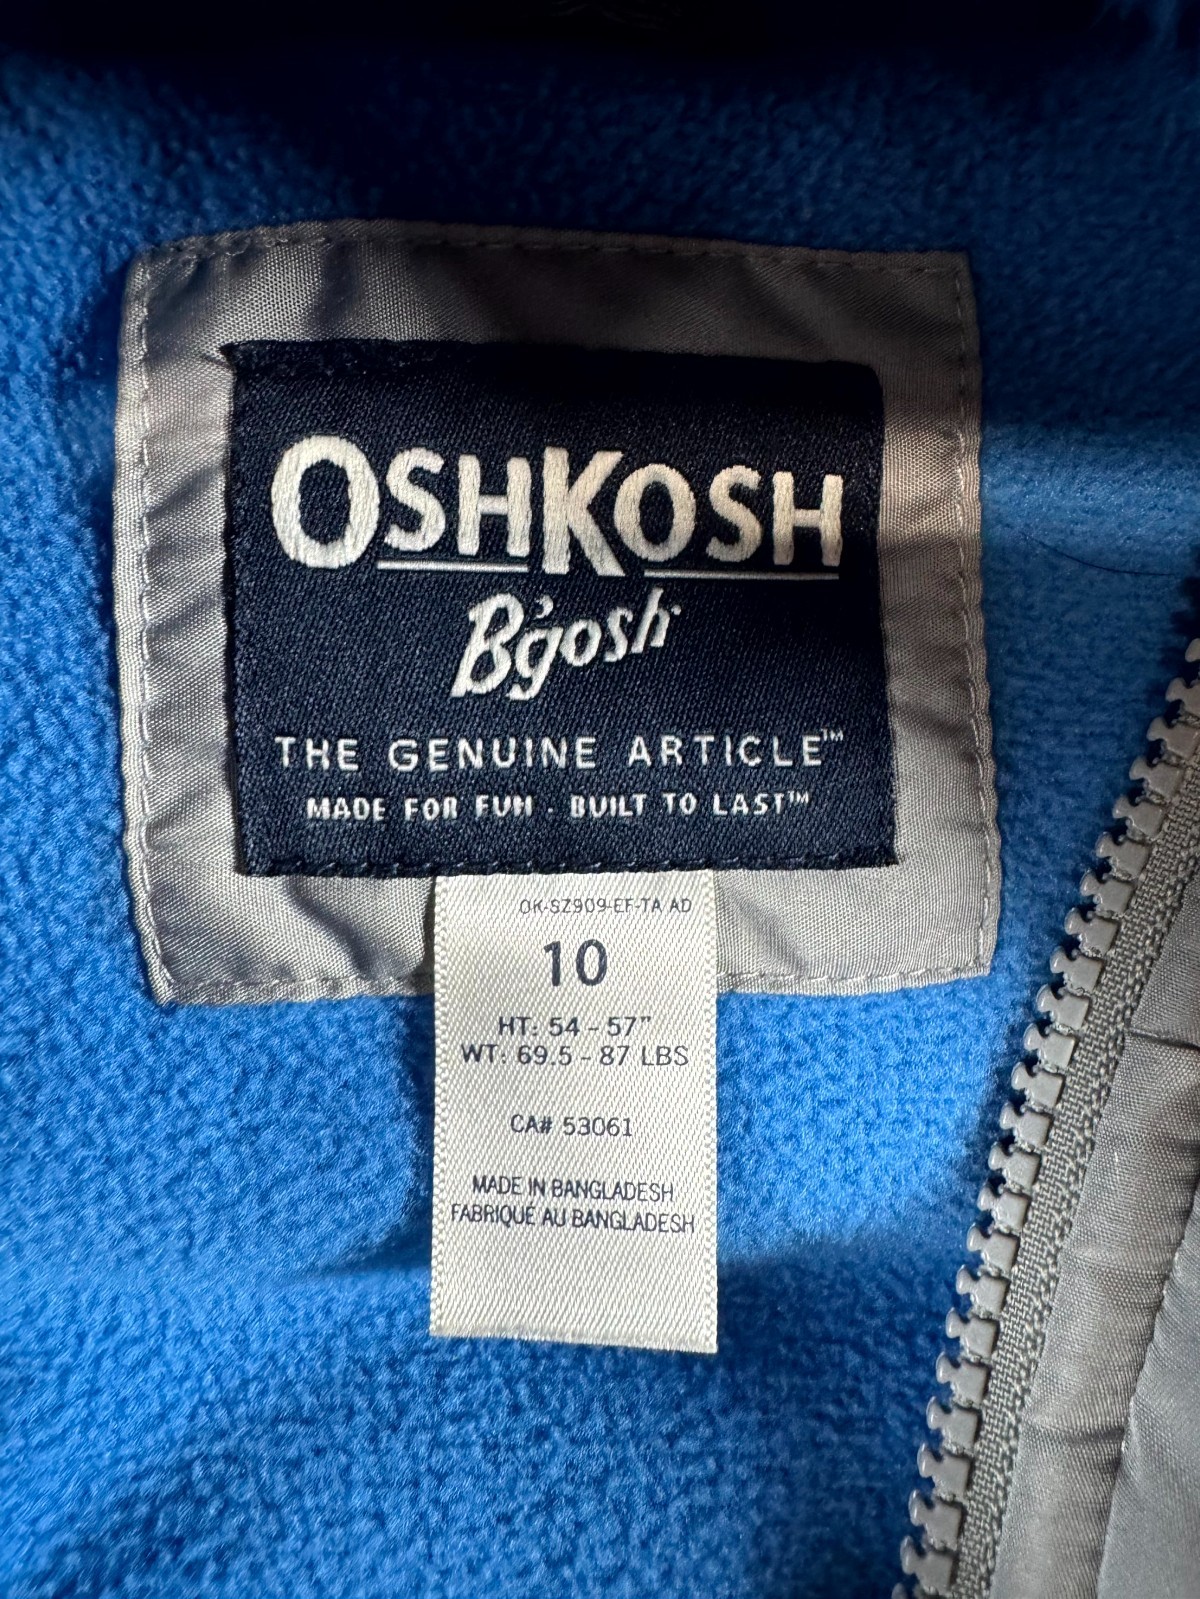 OSHKOSH
B'gosh
THE GENUINE ARTICLE™
MADE FOR FUN · BUILT TO LAST™
OK-SZ909-EF-TA AD
10
HT: 54 - 57"
WT: 69.5 - 87 LBS
CA# 53061
MADE IN BANGLADESH
FABRIQUE AU BANGLADESH